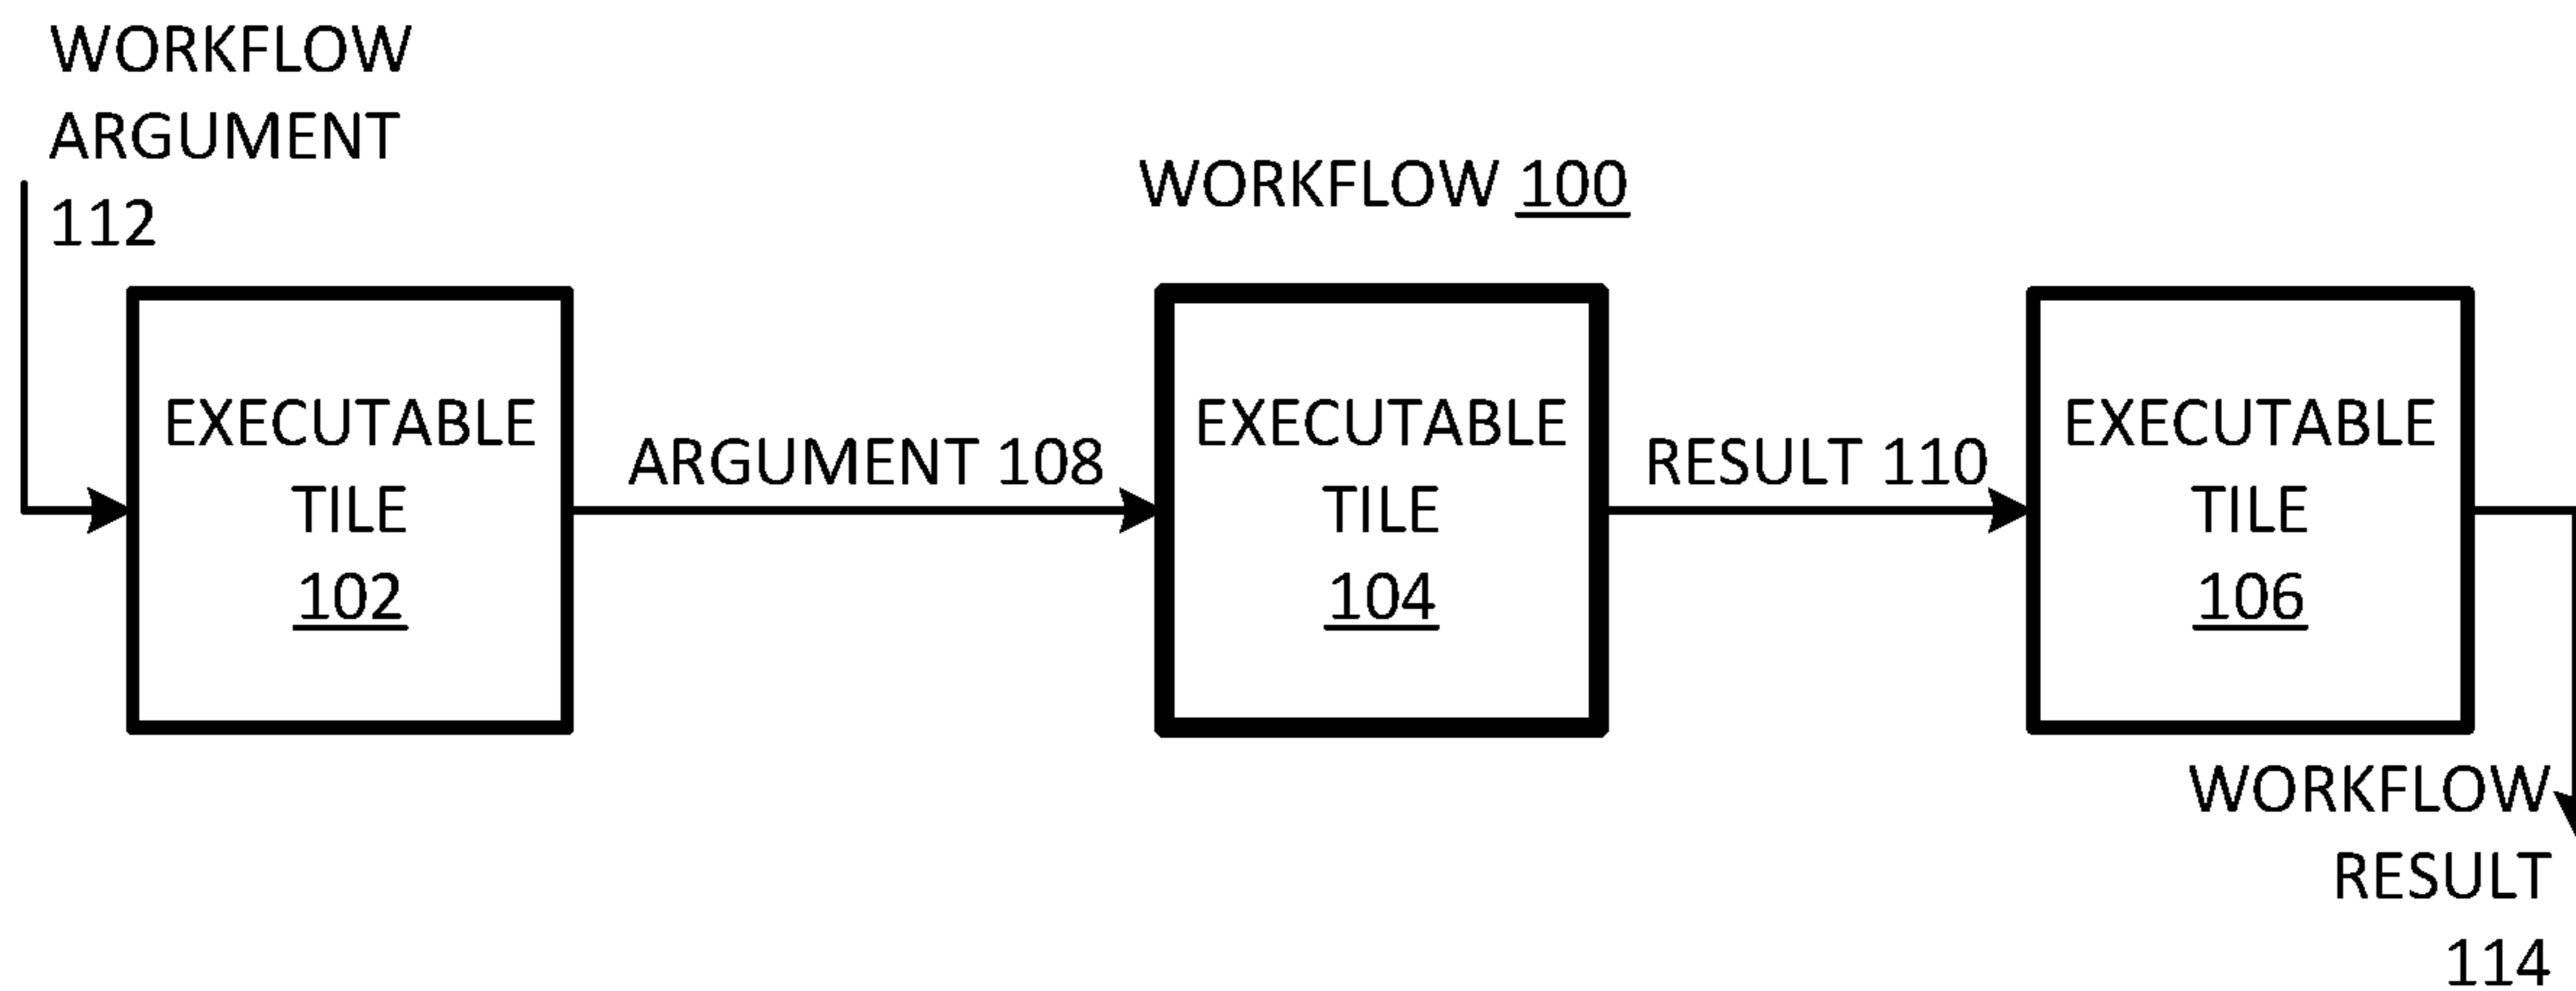 WORKFLOW
ARGUMENT
112
WORKFLOW 100
EXECUTABLE
TILE
102
ARGUMENT 108
EXECUTABLE
TILE
104
RESULT 110
EXECUTABLE
TILE
106
WORKFLOW
RESULT
114